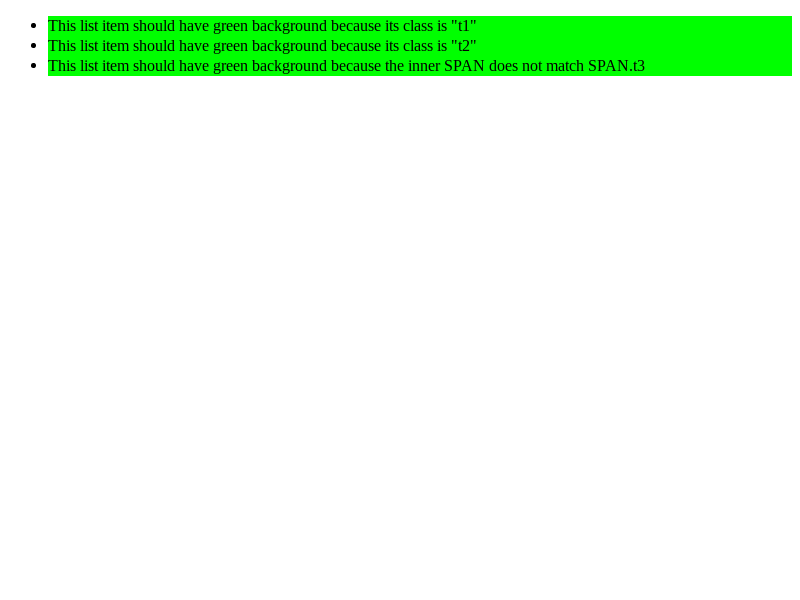 This list item should have green background because its class is "t1"
This list item should have green background because its class is "t2"
This list item should have green background because the inner SPAN does not match SPAN.t3